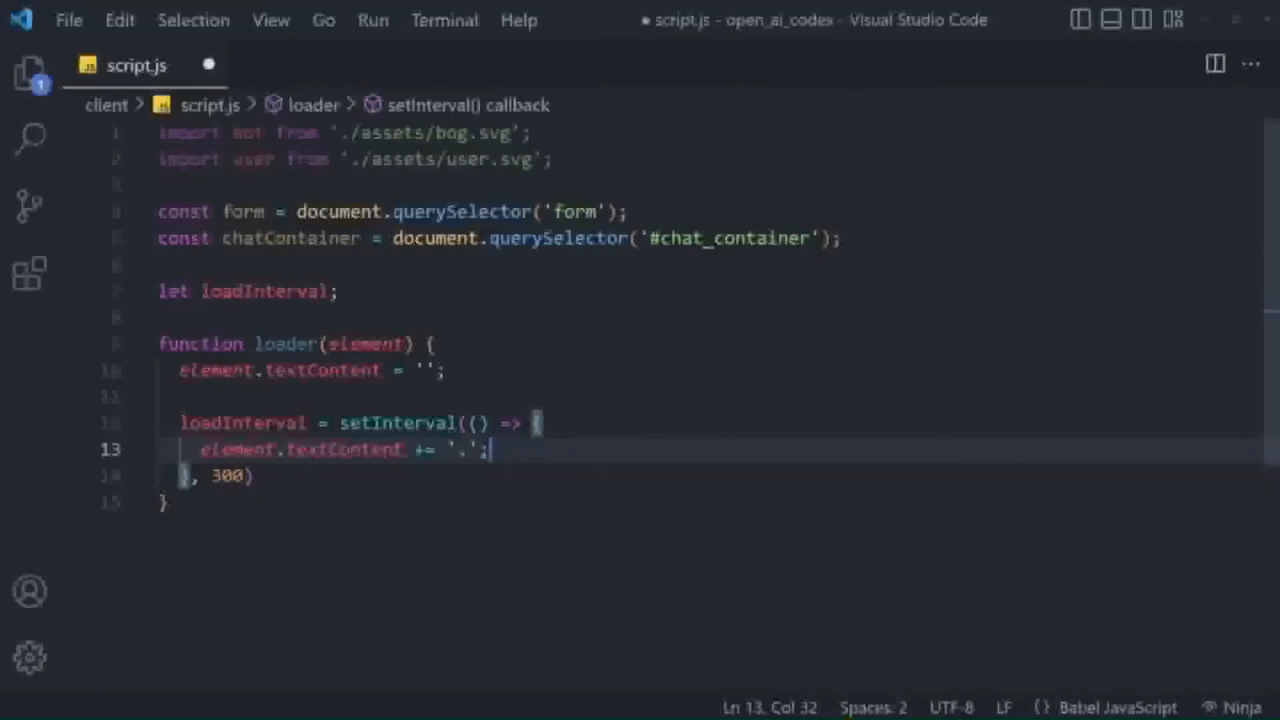 File Edit Selection View Go Run Terminal Help ● script.js - open_ai_codex - Visual Studio Code
JS script.js ●
1
client > JS script.js > loader > setInterval() callback
1 import from './assets/bog.svg';
2 import user from './assets/user.svg';
3
4 const form = document.querySelector('form');
5 const chatContainer = document.querySelector('#chat_container');
6
7 let loadInterval;
8
9 function loader(element) {
10 element.textContent = '';
11
12 loadInterval = setInterval(() => {
13 element.textContent += '.';
14 }, 300)
15 }
Ln 13, Col 32 Spaces: 2 UTF-8 LF {} Babel JavaScript Ninja